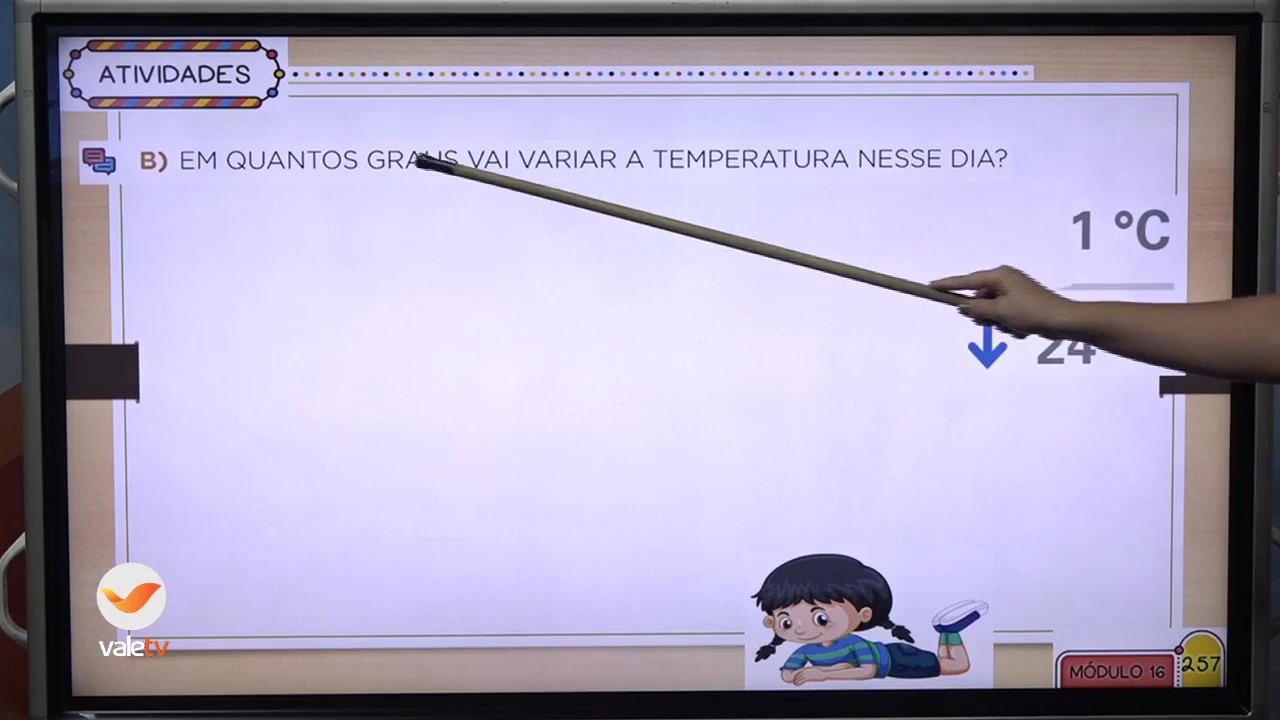 ATIVIDADES
B) EM QUANTOS GRAUS VAI VARIAR A TEMPERATURA NESSE DIA?
1 °C
24
valetv
MÓDULO 16
257